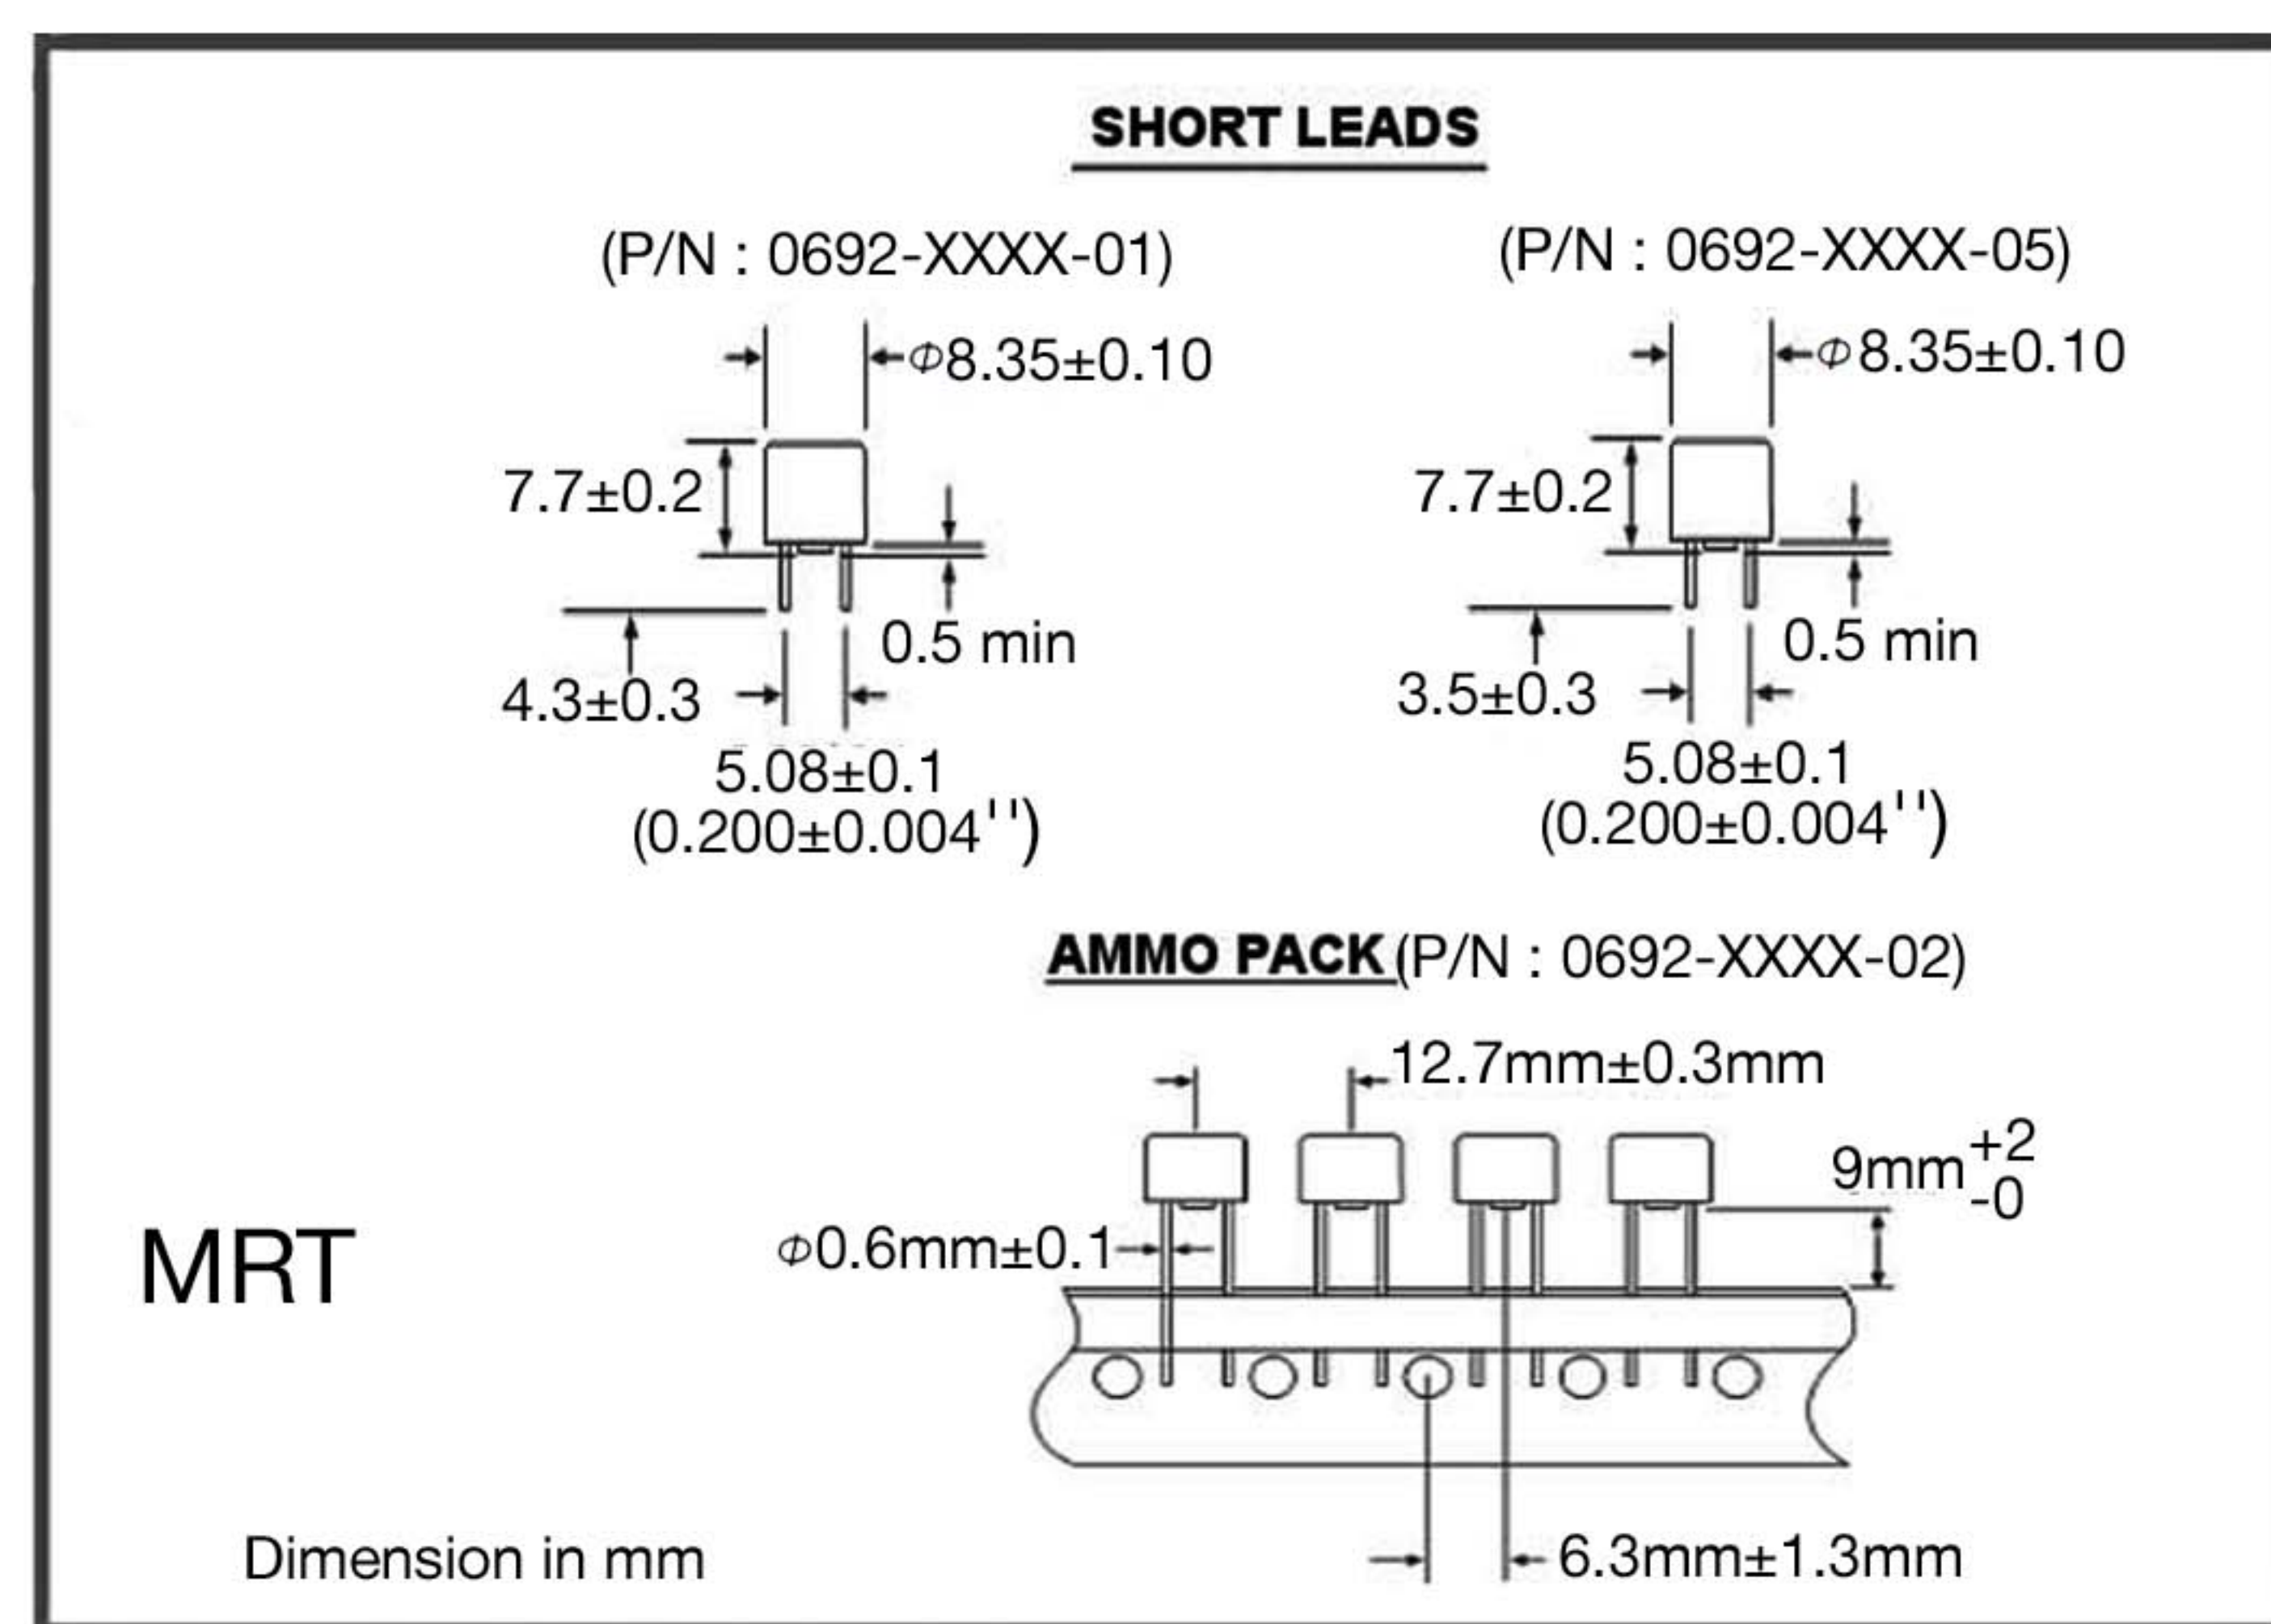 SHORT LEADS
(P/N : 0692-XXXX-01)
(P/N : 0692-XXXX-05)
Φ8.35±0.10
Φ8.35±0.10
7.7±0.2
7.7±0.2
0.5 min
0.5 min
4.3±0.3
3.5±0.3
5.08±0.1
(0.200±0.004'')
5.08±0.1
(0.200±0.004'')
AMMO PACK (P/N : 0692-XXXX-02)
12.7mm±0.3mm
9mm +2 -0
Φ0.6mm±0.1
MRT
Dimension in mm
6.3mm±1.3mm